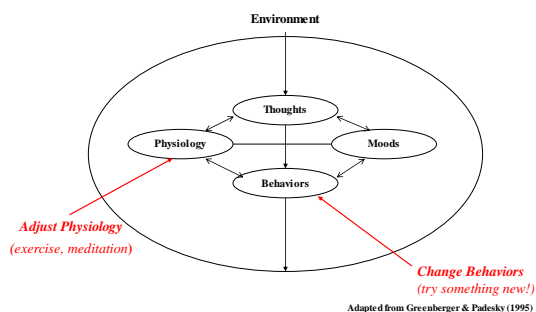 Environment
Thoughts
Physiology
Moods
Behaviors
Adjust Physiology
(exercise, meditation)
Change Behaviors
(try something new!)
Adapted from Greenberger & Padesky (1995)